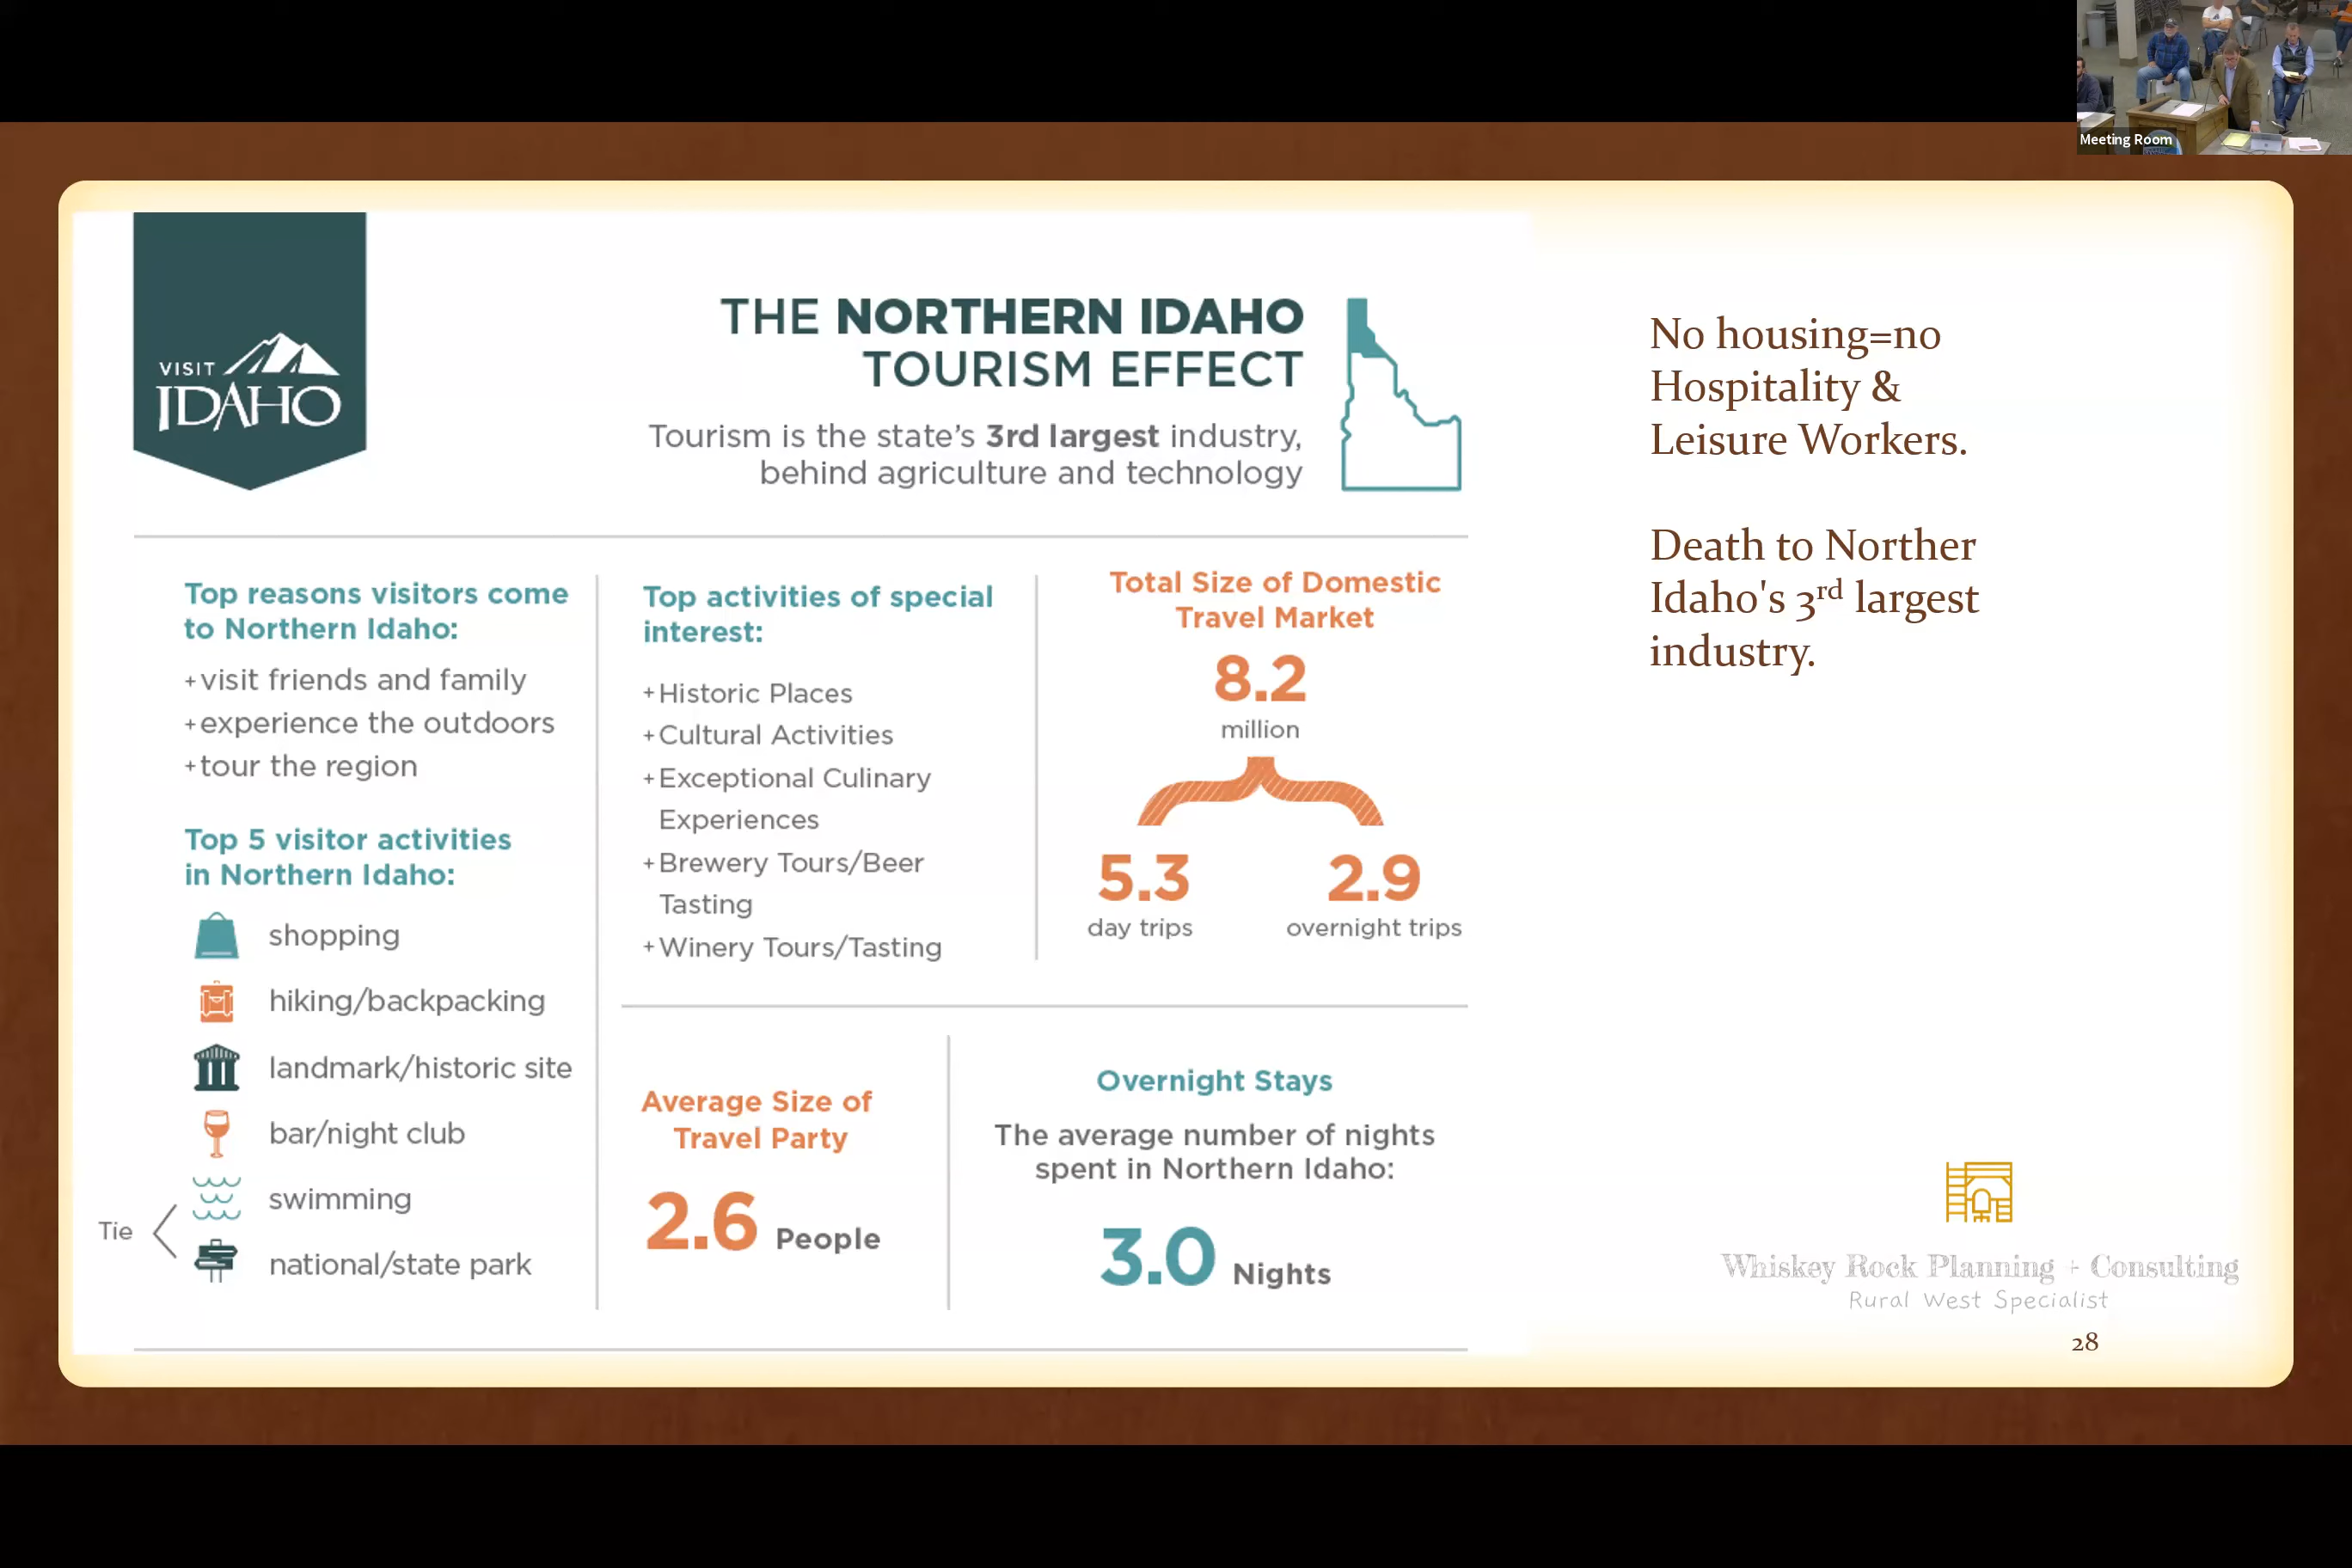 Meeting Room
VISIT
IDAHO
THE NORTHERN IDAHO
TOURISM EFFECT
Tourism is the state's 3rd largest industry,
behind agriculture and technology
Top reasons visitors come
to Northern Idaho:
+visit friends and family
+experience the outdoors
+tour the region
Top 5 visitor activities
in Northern Idaho:
shopping
hiking/backpacking
landmark/historic site
bar/night club
swimming
Tie
national/state park
Top activities of special
interest:
+Historic Places
+Cultural Activities
+Exceptional Culinary
Experiences
+Brewery Tours/Beer
Tasting
+Winery Tours/Tasting
Total Size of Domestic
Travel Market
8.2
million
5.3
day trips
2.9
overnight trips
Average Size of
Travel Party
2.6 People
Overnight Stays
The average number of nights
spent in Northern Idaho:
3.0 Nights
No housing=no
Hospitality &
Leisure Workers.
Death to Norther
Idaho's 3rd largest
industry.
Whiskey Rock Planning + Consulting
Rural West Specialist
28